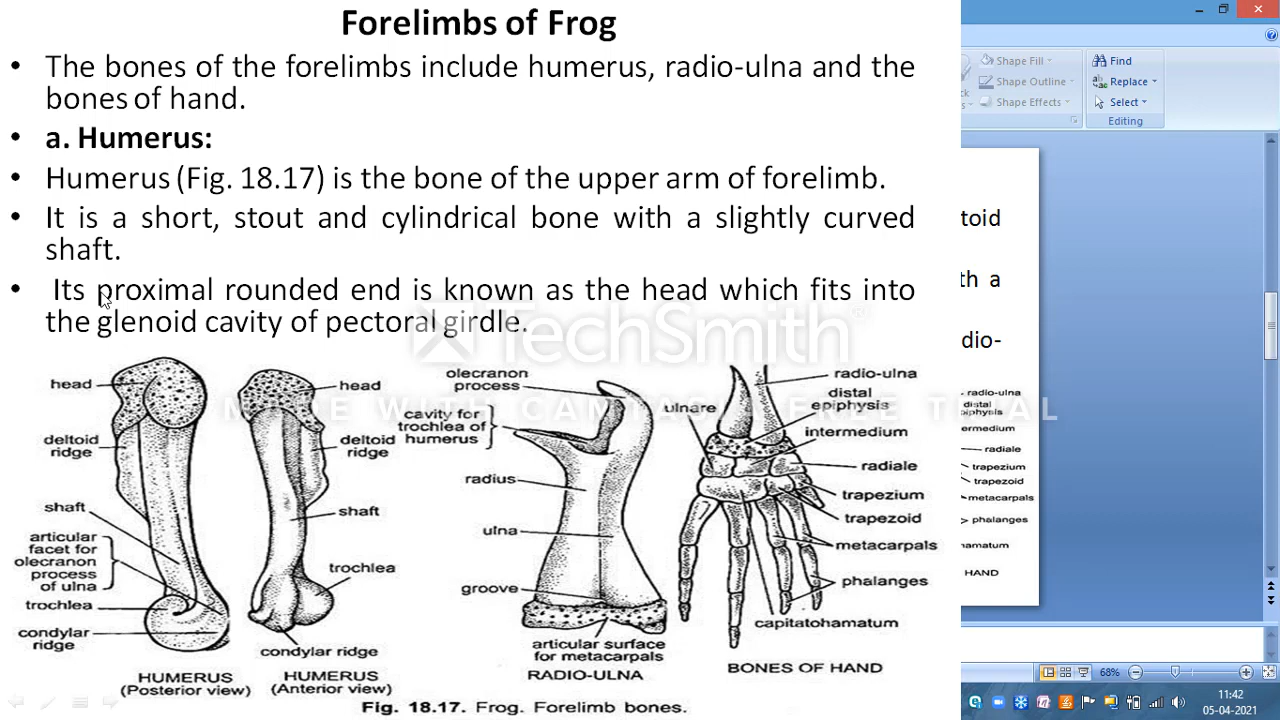 Forelimbs of Frog
• The bones of the forelimbs include humerus, radio-ulna and the
bones of hand.
• a. Humerus:
• Humerus (Fig. 18.17) is the bone of the upper arm of forelimb.
• It is a short, stout and cylindrical bone with a slightly curved
shaft.
• Its proximal rounded end is known as the head which fits into
the glenoid cavity of pectoral girdle.
TechSmith®
MADE WITH CAMTASIA FREE TRIAL
head
deltoid
ridge
shaft
articular
facet for
olecranon
process
of ulna
trochlea
condylar
ridge
HUMERUS
(Posterior view)
head
deltoid
ridge
shaft
trochlea
condylar ridge
HUMERUS
(Anterior view)
olecranon
process
cavity for
trochlea of
humerus
radius
ulna
groove
articular surface
for metacarpals
RADIO-ULNA
ulnare
radio-ulna
distal
epiphysis
intermedium
radiale
trapezium
trapezoid
metacarpals
phalanges
capitatohamatum
BONES OF HAND
Fig. 18.17. Frog. Forelimb bones.
Shape Fill
Shape Outline
Shape Effects
Find
Replace
Select
Editing
toid
th a
dio-
radio-ulna
distal
piphysis
ermedium
radiale
trapezium
trapezoid
metacarpals
phalanges
hamatum
HAND
68%
11:42
05-04-2021